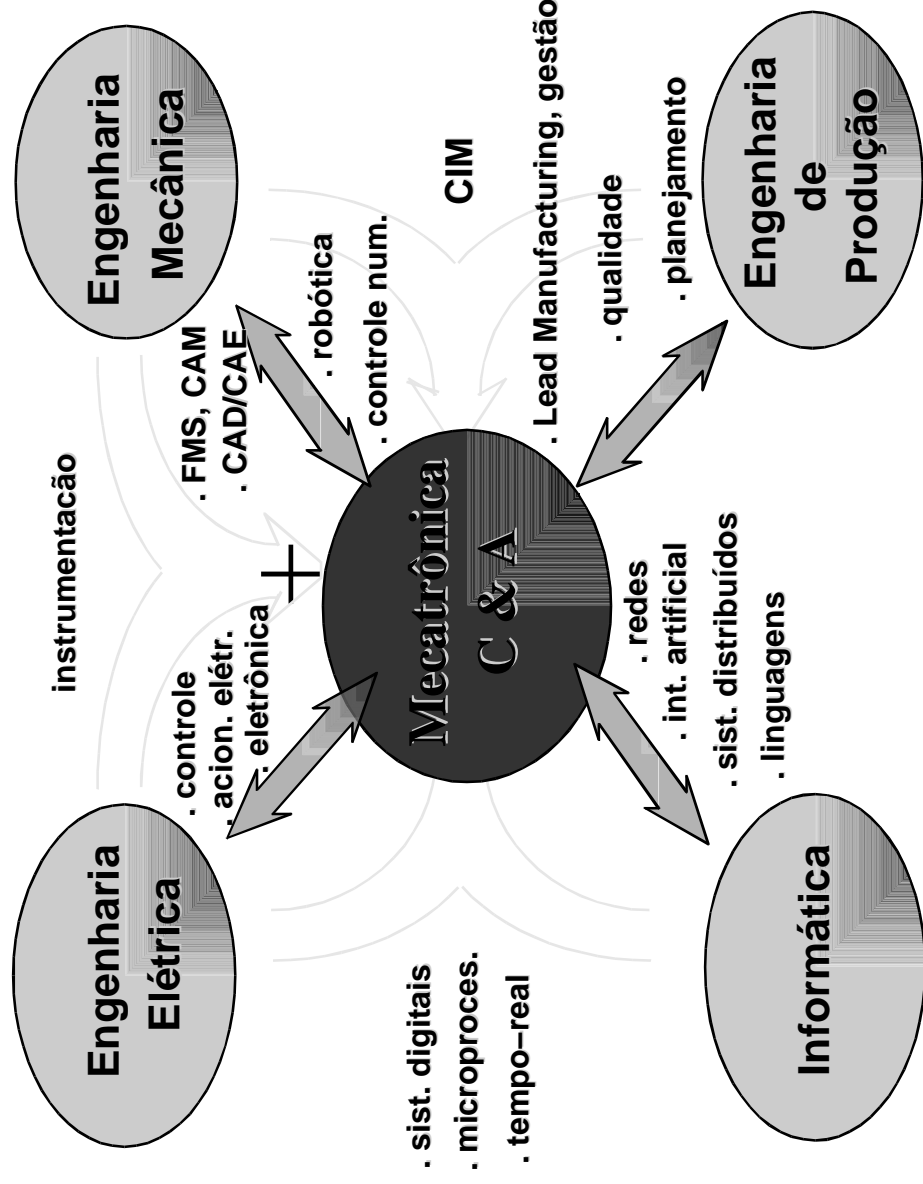 Engenharia
Elétrica
instrumentacão
Engenharia
Mecânica
. controle
. acion. elétr.
. eletrônica
. FMS, CAM
. CAD/CAE
+
. robótica
. controle num.
. sist. digitais
. microproces.
. tempo–real
Mecatrônica
C & A
CIM
. Lead Manufacturing, gestão
. qualidade
. planejamento
. redes
. int. artificial
. sist. distribuídos
. linguagens
Informática
Engenharia
de
Produção